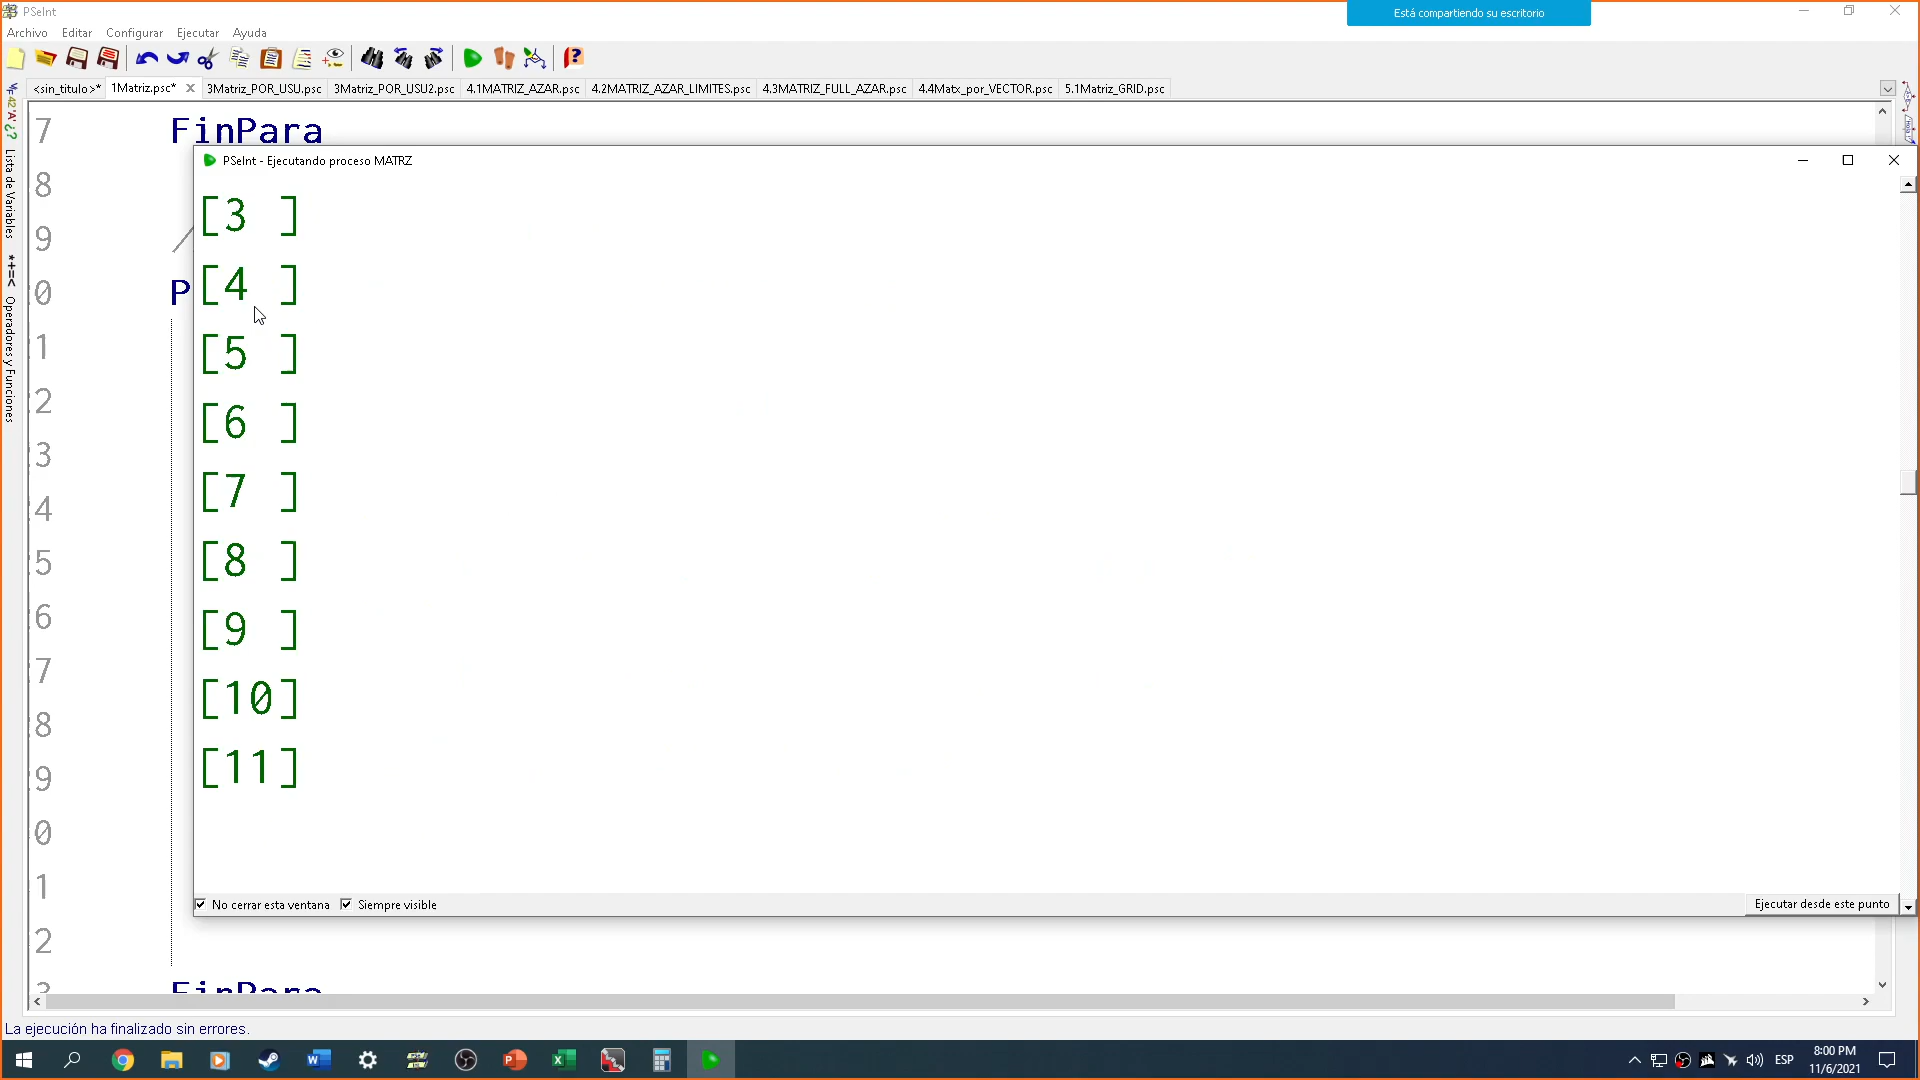 PSeInt
Está compartiendo su escritorio
Archivo Editar Configurar Ejecutar Ayuda
<sin_titulo>* 1Matriz.psc* 3Matriz_POR_USU.psc 3Matriz_POR_USU2.psc 4.1MATRIZ_AZAR.psc 4.2MATRIZ_AZAR_LIMITES.psc 4.3MATRIZ_FULL_AZAR.psc 4.4Matx_por_VECTOR.psc 5.1Matriz_GRID.psc
Lista de Variables
*+=< Operadores y Funciones
7 FinPara
8
9 /
0 P
1
2
3
4
5
6
7
8
9
0
1
2
3 FinPara
PSeInt - Ejecutando proceso MATRZ
[3 ]
[4 ]
[5 ]
[6 ]
[7 ]
[8 ]
[9 ]
[10]
[11]
No cerrar esta ventana Siempre visible Ejecutar desde este punto
La ejecución ha finalizado sin errores.
ESP
8:00 PM
11/6/2021